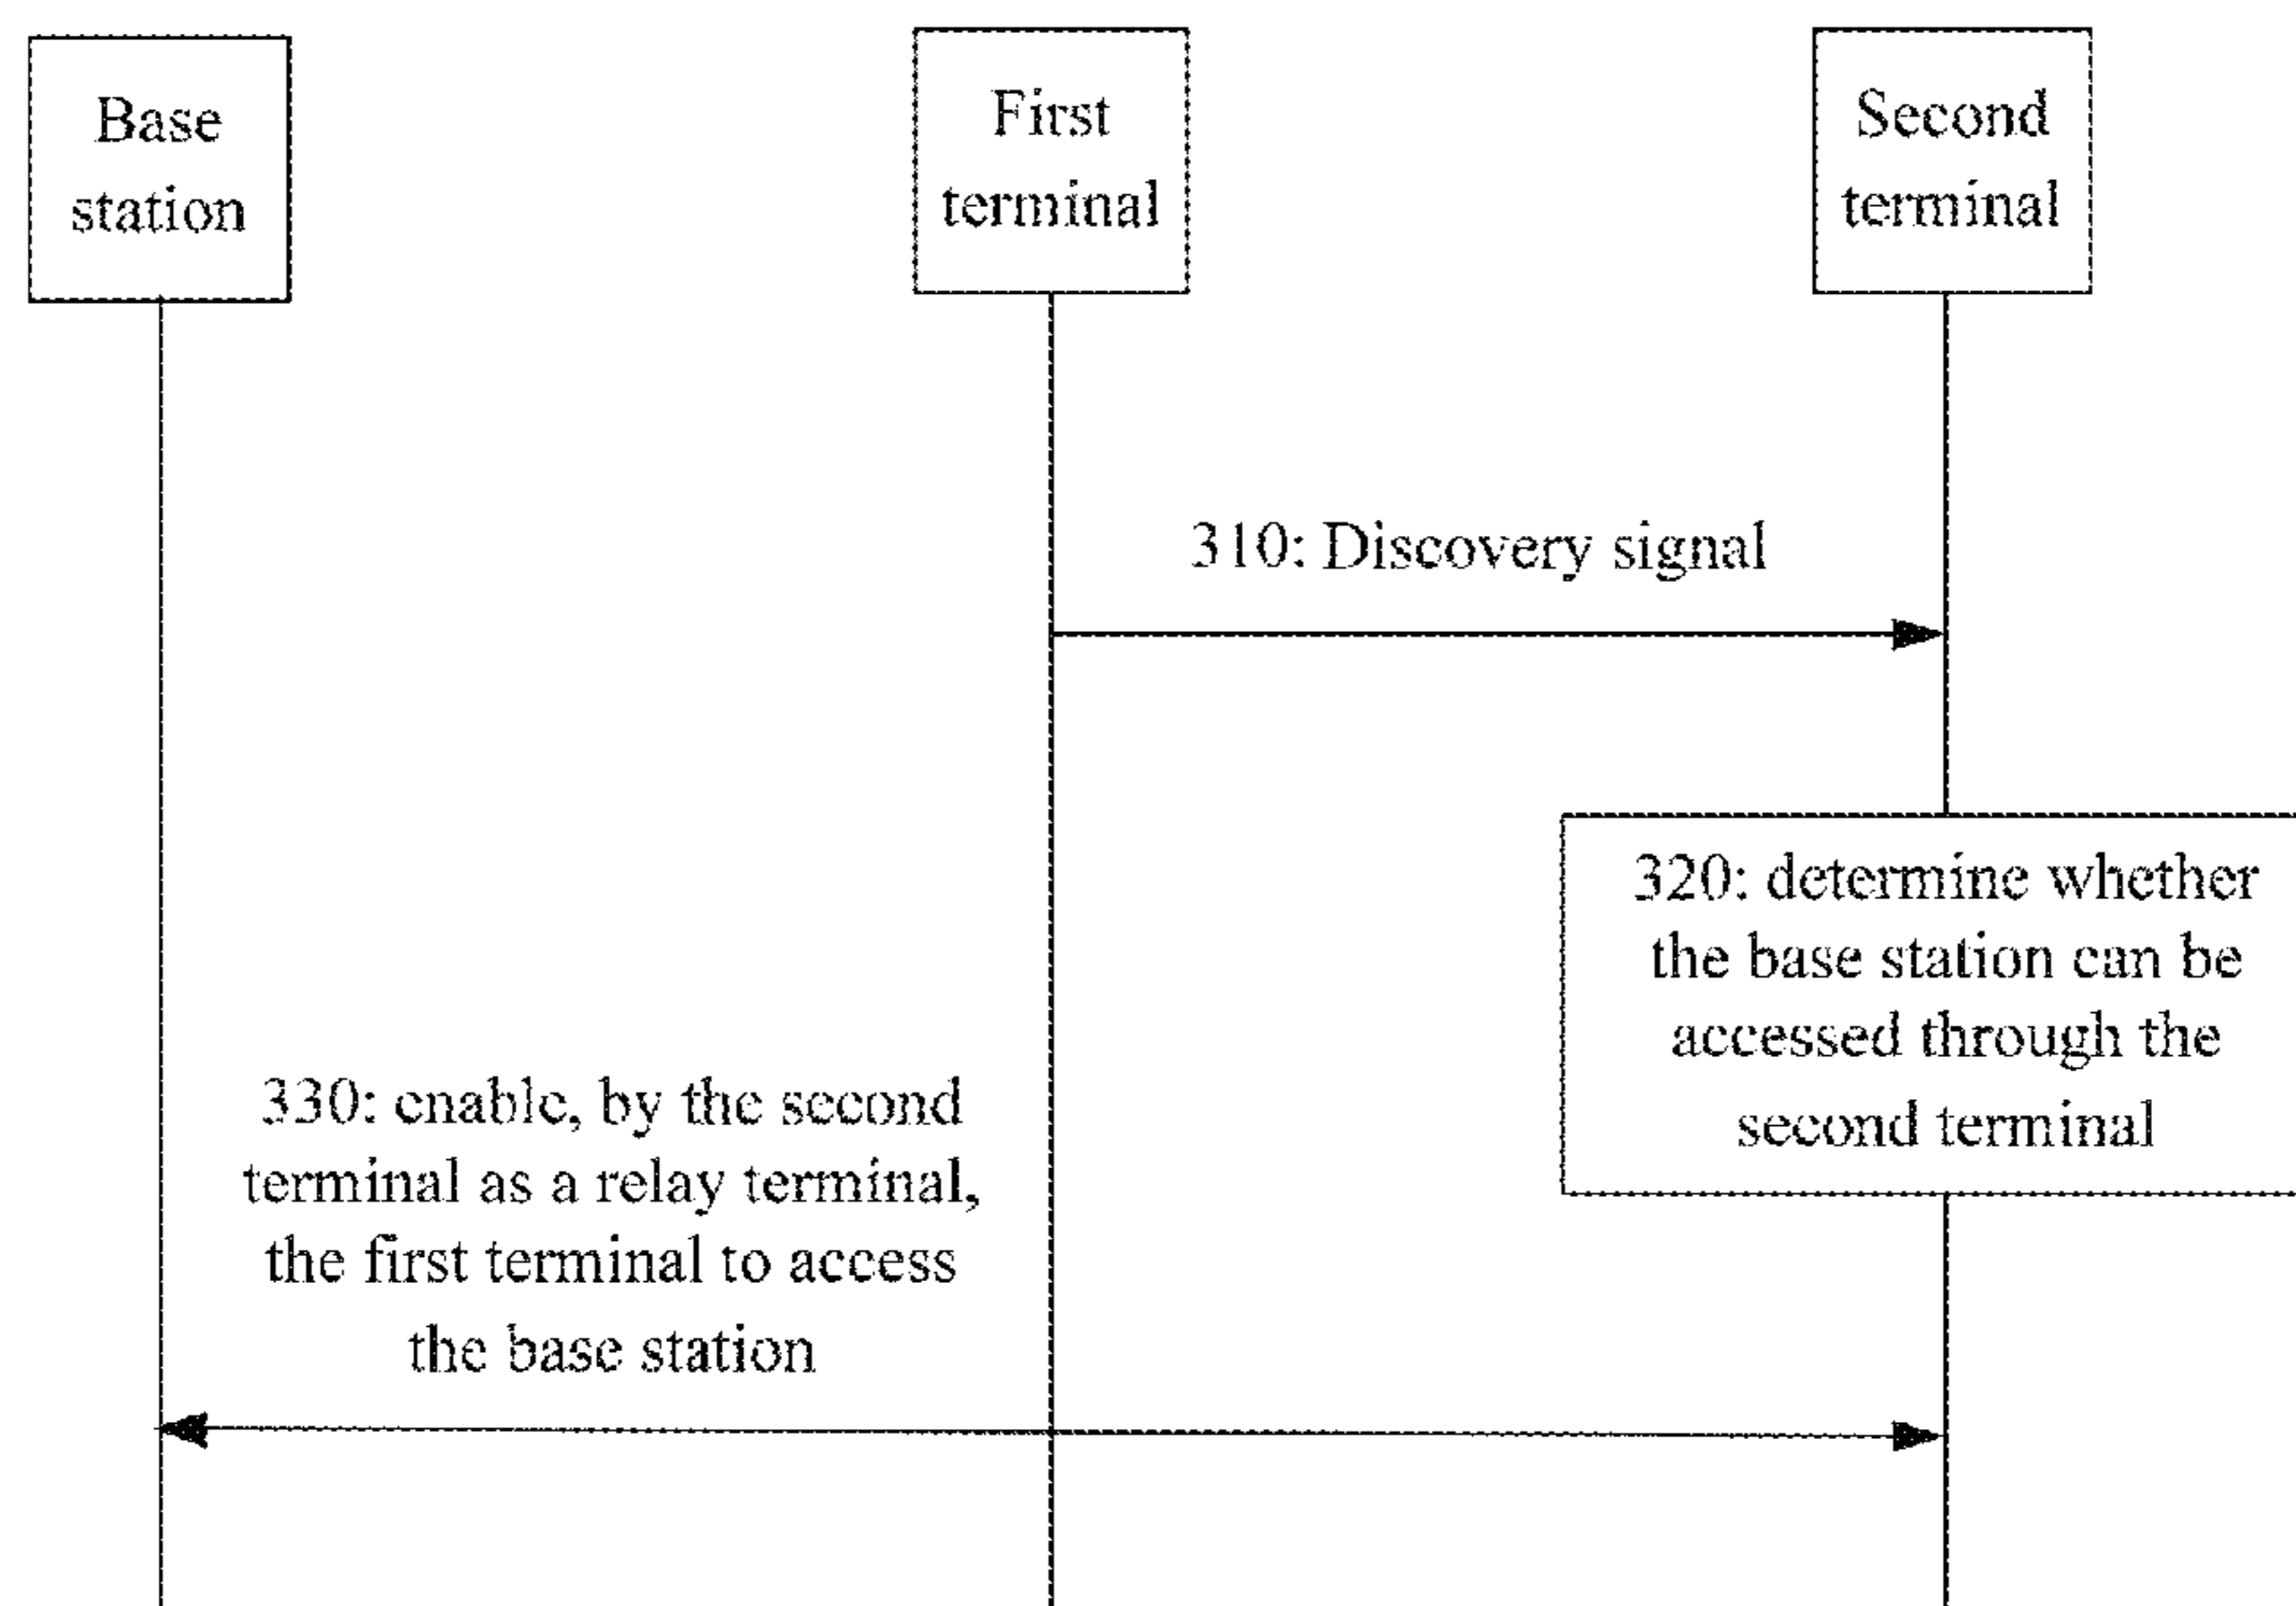 Base
station
First
terminal
Second
terminal
310: Discovery signal
320: determine whether
the base station can be
accessed through the
second terminal
330: enable, by the second
terminal as a relay terminal,
the first terminal to access
the base station